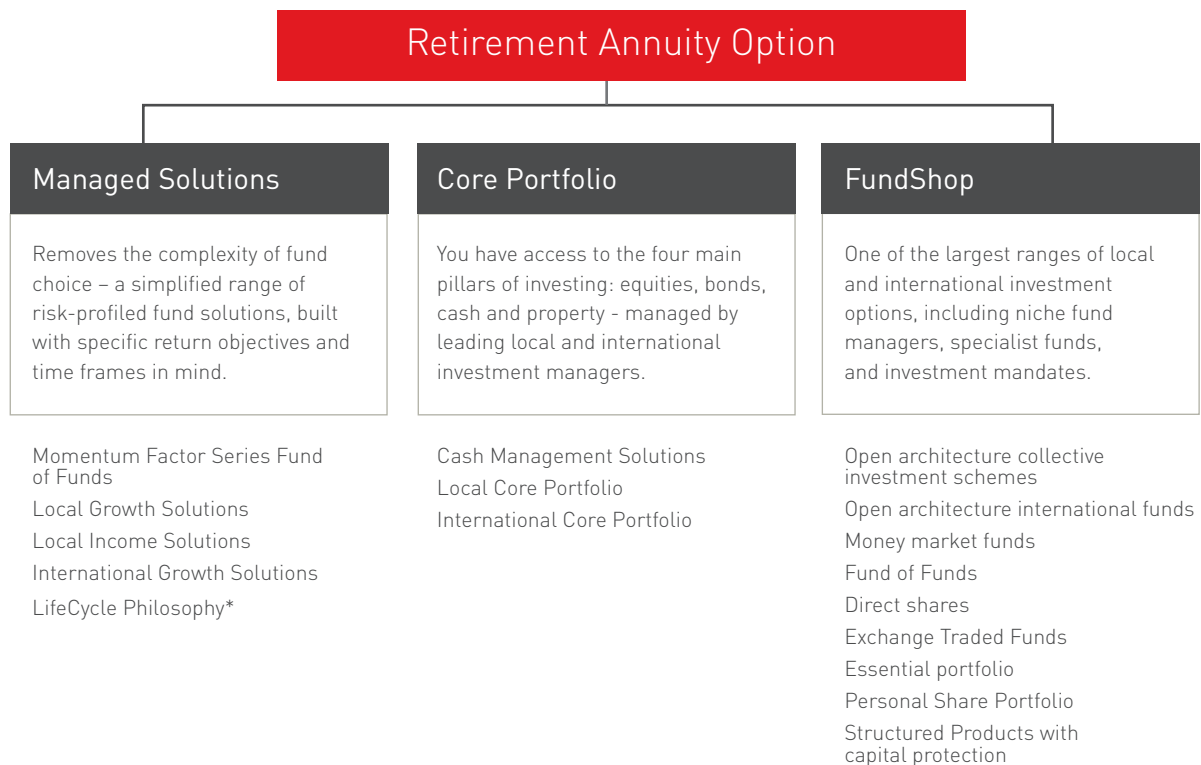 Retirement Annuity Option
Managed Solutions
Removes the complexity of fund
choice – a simplified range of
risk-profiled fund solutions, built
with specific return objectives and
time frames in mind.
Momentum Factor Series Fund
of Funds
Local Growth Solutions
Local Income Solutions
International Growth Solutions
LifeCycle Philosophy*
Core Portfolio
You have access to the four main
pillars of investing: equities, bonds,
cash and property - managed by
leading local and international
investment managers.
Cash Management Solutions
Local Core Portfolio
International Core Portfolio
FundShop
One of the largest ranges of local
and international investment
options, including niche fund
managers, specialist funds,
and investment mandates.
Open architecture collective
investment schemes
Open architecture international funds
Money market funds
Fund of Funds
Direct shares
Exchange Traded Funds
Essential portfolio
Personal Share Portfolio
Structured Products with
capital protection